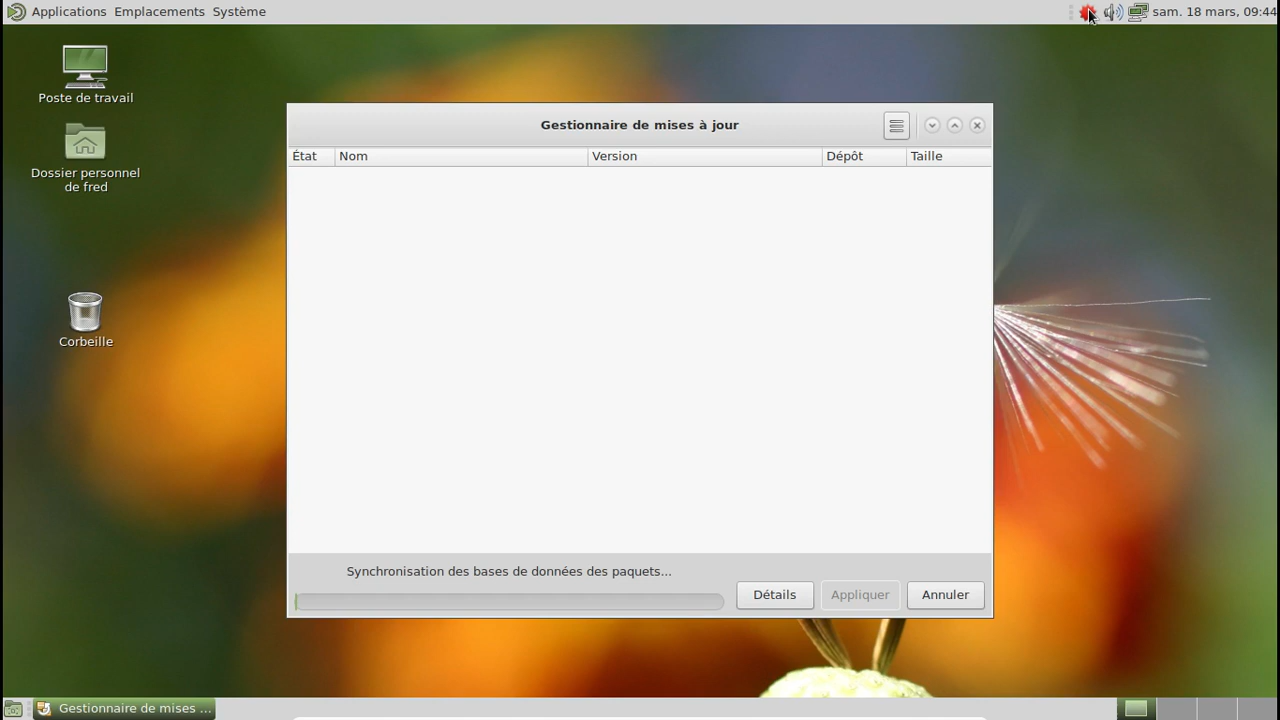 Applications Emplacements Système
sam. 18 mars, 09:44
Poste de travail
Dossier personnel
de fred
Corbeille
Gestionnaire de mises à jour
État Nom Version Dépôt Taille
Synchronisation des bases de données des paquets...
Détails Appliquer Annuler
Gestionnaire de mises ...